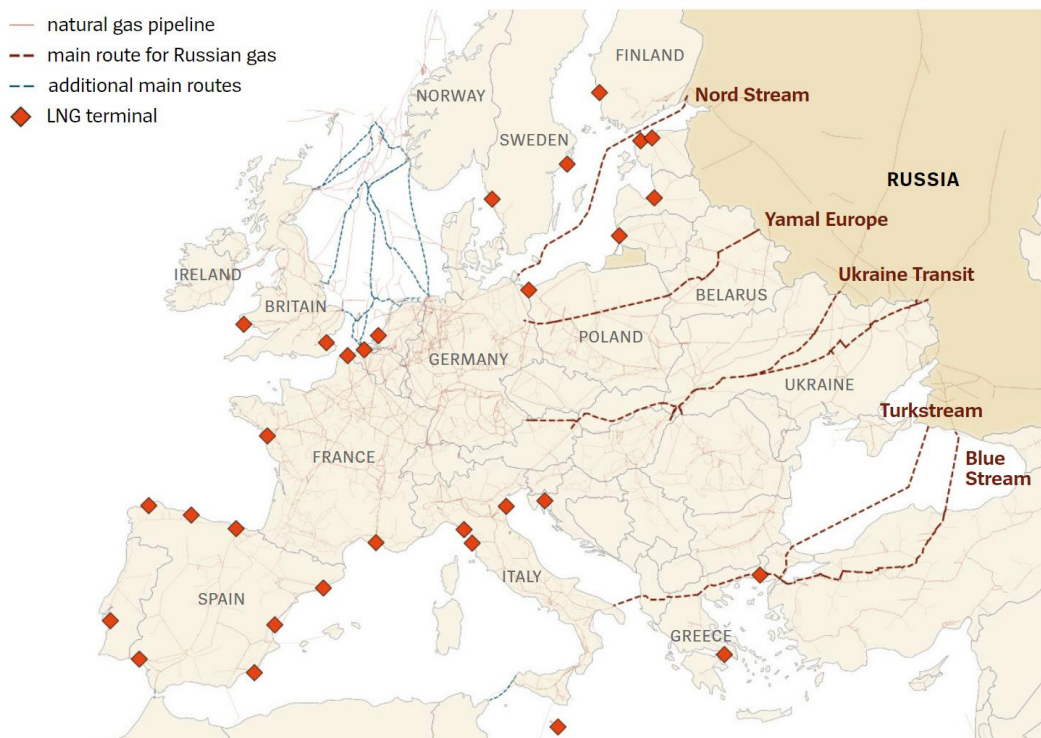 natural gas pipeline
main route for Russian gas
additional main routes
LNG terminal
FINLAND
NORWAY
Nord Stream
SWEDEN
RUSSIA
Yamal Europe
IRELAND
Ukraine Transit
BRITAIN
BELARUS
POLAND
GERMANY
UKRAINE
Turkstream
FRANCE
Blue
Stream
ITALY
SPAIN
GREECE